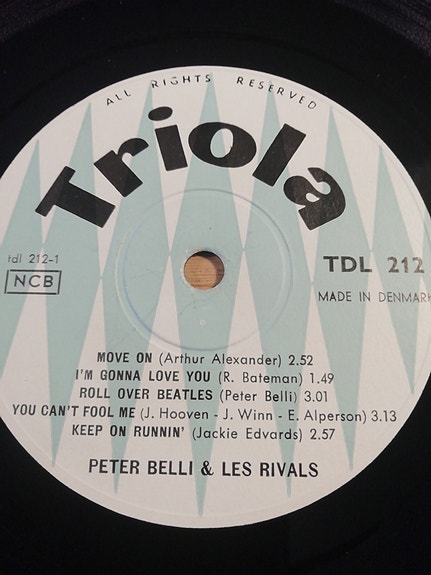 ALL RIGHTS RESERVED
Triola
tdl 212-1
NCB
TDL 212
MADE IN DENMARK
MOVE ON (Arthur Alexander) 2.52
I'M GONNA LOVE YOU (R. Bateman) 1.49
ROLL OVER BEATLES (Peter Belli) 3.01
YOU CAN'T FOOL ME (J. Hooven - J. Winn - E. Alperson) 3.13
KEEP ON RUNNIN' (Jackie Edvards) 2.57
PETER BELLI & LES RIVALS